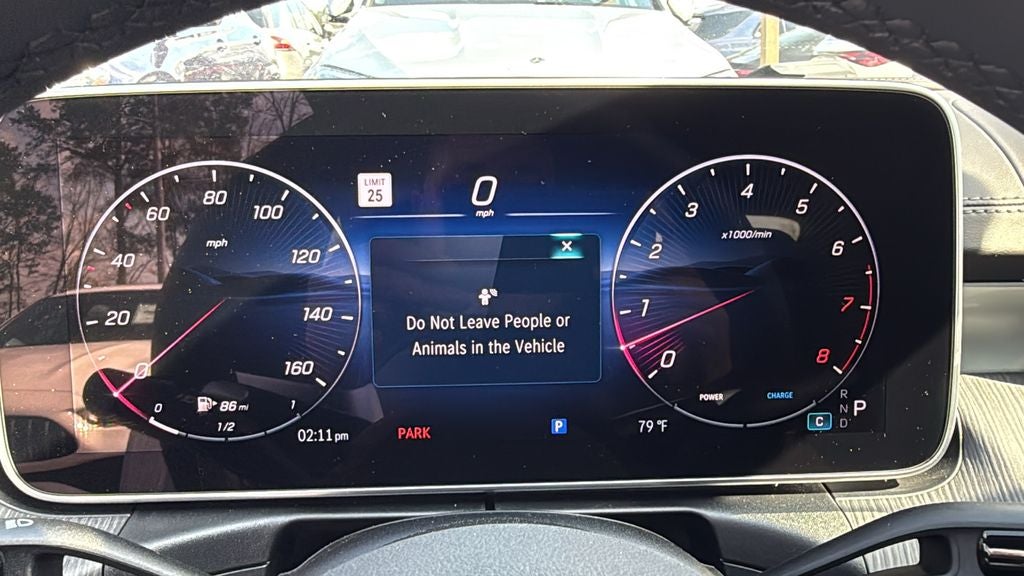 LIMIT
25
0
mph
0
20
40
60
80
100
120
140
160
mph
0
1/2
1
86 mi
02:11 pm
×
Do Not Leave People or
Animals in the Vehicle
PARK
P
79 °F
0
1
2
3
4
5
6
7
8
x1000/min
POWER
CHARGE
C
R
N
D
P